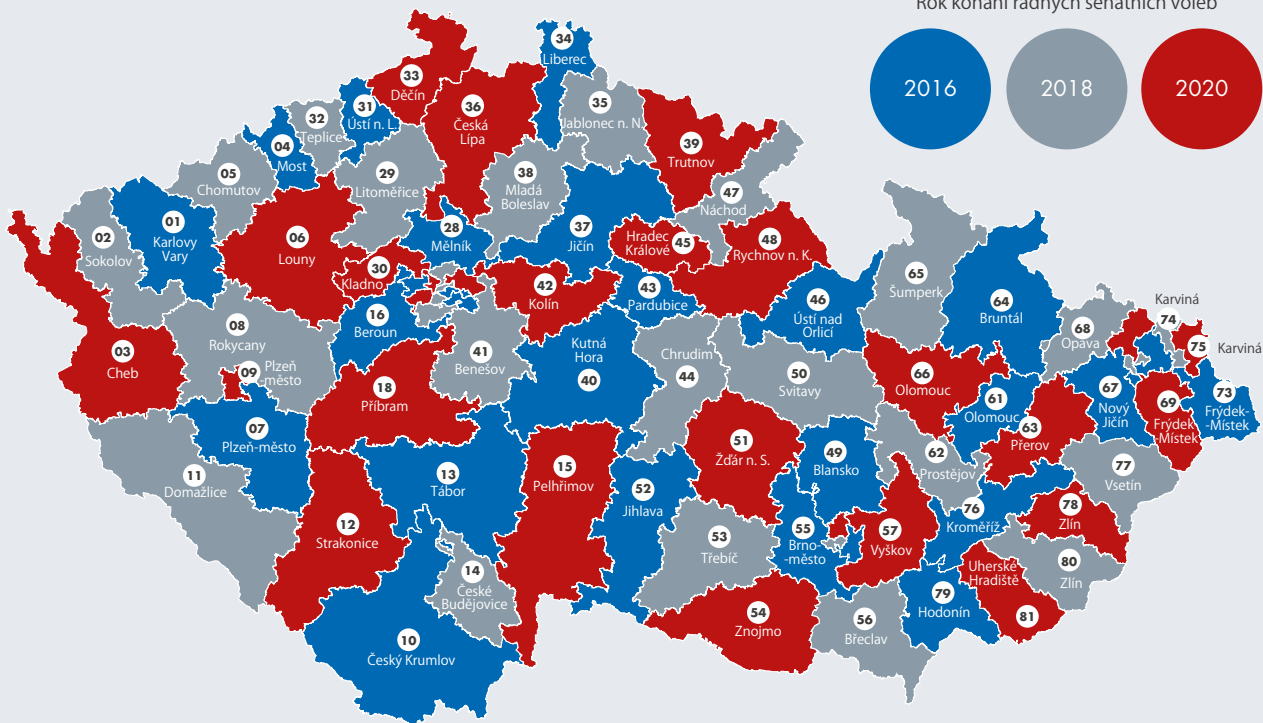 Rok konání řádných senátních voleb
2016
2018
2020
34
Liberec
33
Děčín
36
Česká
Lípa
35
Jablonec n. N.
31
Ústí n. L.
32
Teplice
04
Most
39
Trutnov
05
Chomutov
29
Litoměřice
38
Mladá
Boleslav
47
Náchod
01
Karlovy
Vary
02
Sokolov
06
Louny
28
Mělník
37
Jičín
Hradec
Králové
45
48
Rychnov n. K.
30
Kladno
42
Kolín
43
Pardubice
46
Ústí nad
Orlicí
65
Šumperk
64
Bruntál
Karviná
74
68
Opava
75
Karviná
16
Beroun
08
Rokycany
03
Cheb
09
Plzeň
-město
41
Benešov
Kutná
Hora
40
Chrudim
44
50
Svitavy
66
Olomouc
61
Olomouc
67
Nový
Jičín
69
Frýdek
-Místek
73
Frýdek-
-Místek
18
Příbram
07
Plzeň-město
63
Přerov
51
Žďár n. S.
49
Blansko
62
Prostějov
77
Vsetín
11
Domažlice
13
Tábor
15
Pelhřimov
52
Jihlava
12
Strakonice
55
Brno-
-město
57
Vyškov
76
Kroměříž
78
Zlín
53
Třebíč
14
České
Budějovice
Uherské
Hradiště
81
80
Zlín
79
Hodonín
54
Znojmo
56
Břeclav
10
Český Krumlov